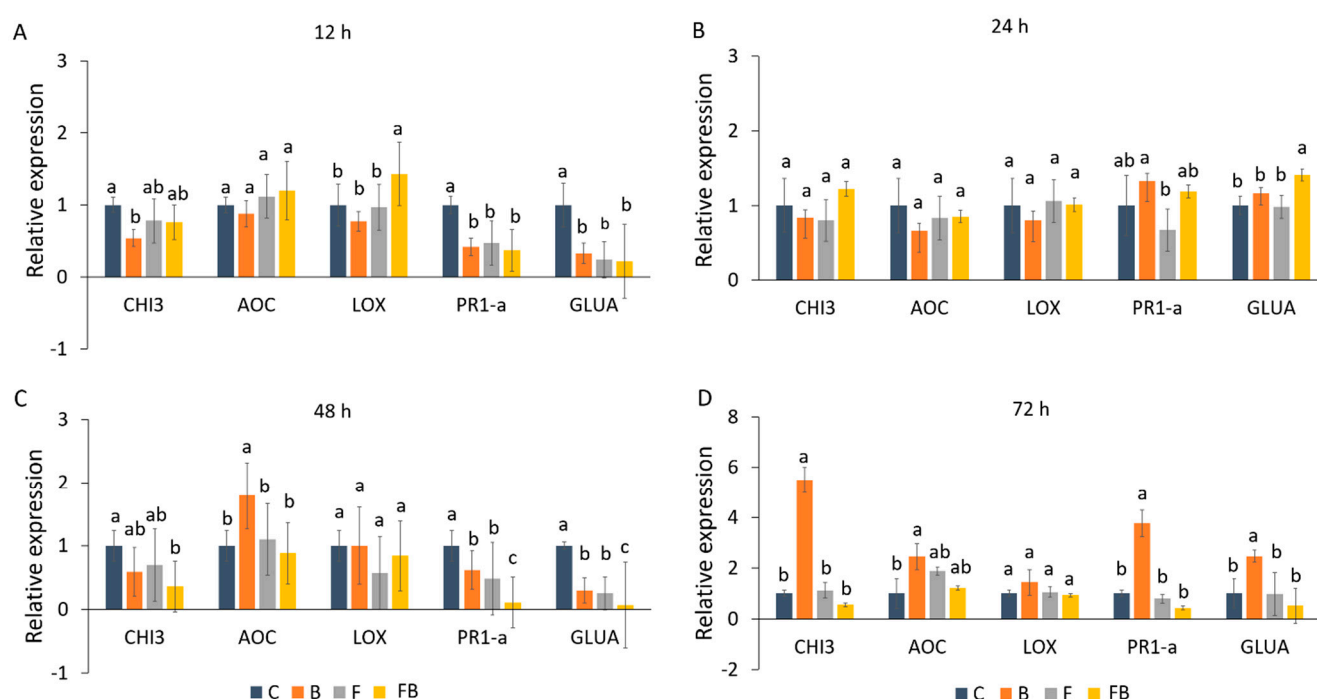 A
12 h
Relative expression
3
2
1
0
-1
a b ab ab
a a a a
b b b a
a b b b
a b b b
CHI3 AOC LOX PR1-a GLUA
B
24 h
Relative expression
3
2
1
0
a a a a
a a a a
a a a a
ab a b ab
b b b a
CHI3 AOC LOX PR1-a GLUA
C
48 h
Relative expression
3
2
1
0
-1
a ab ab b
b a b b
a a a a
a b b c
a b b c
CHI3 AOC LOX PR1-a GLUA
C B F FB
D
72 h
Relative expression
8
6
4
2
0
-2
b a b b
b a ab ab
a a a a
b a b b
b a b b
CHI3 AOC LOX PR1-a GLUA
C B F FB